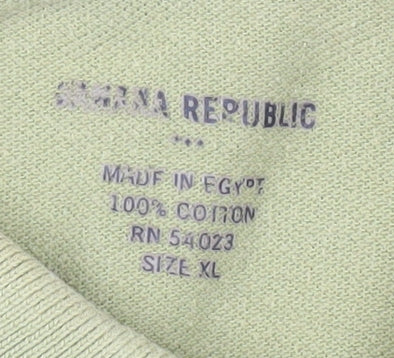 BANANA REPUBLIC
MADE IN EGYPT
100% COTTON
RN 54023
SIZE XL